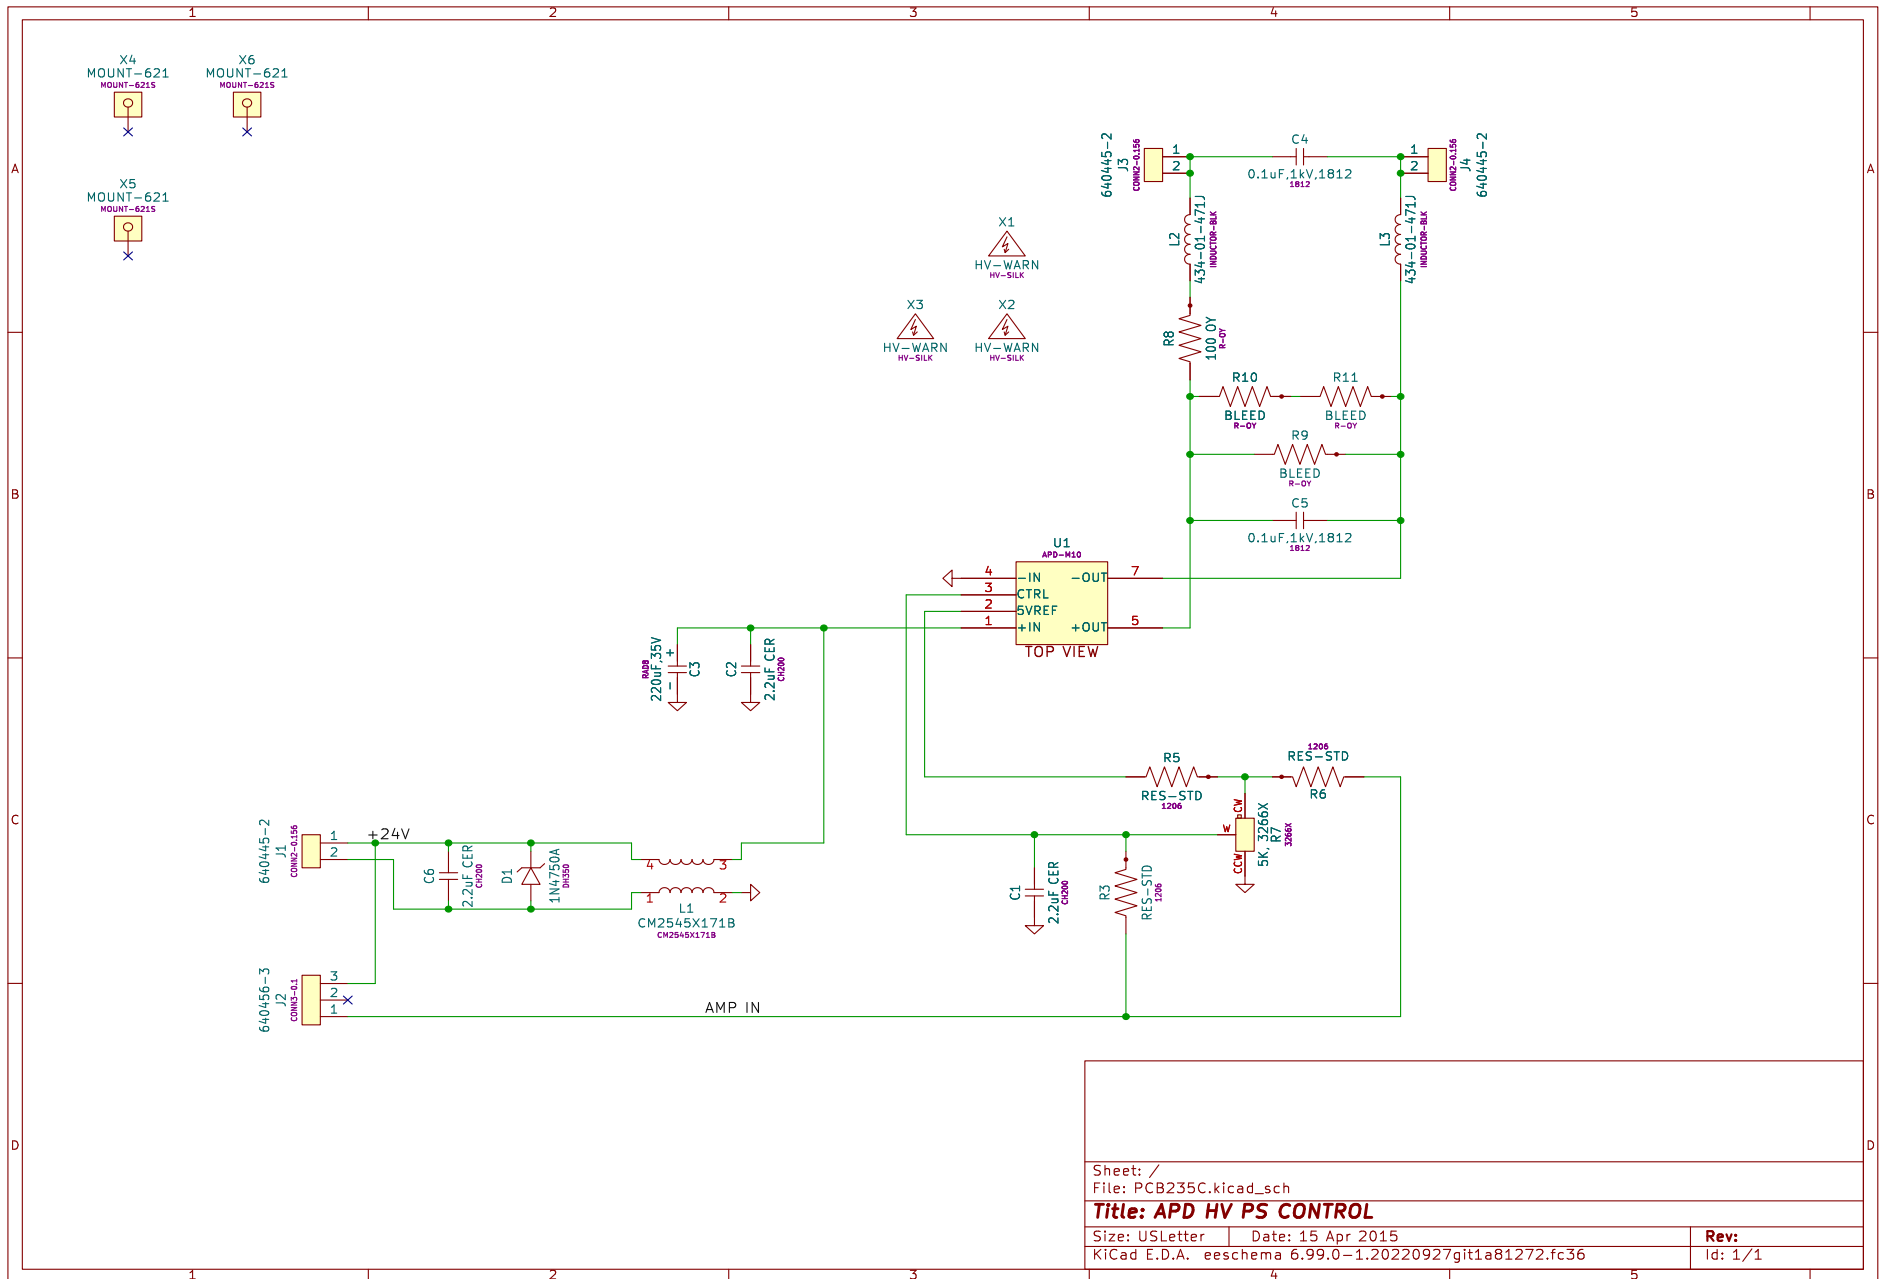 1 2 3 4 5
A
B
C
D
A
B
C
D
X4
MOUNT-621
MOUNT-621S
X6
MOUNT-621
MOUNT-621S
X5
MOUNT-621
MOUNT-621S
X1
HV-WARN
HV-SILK
X3
HV-WARN
HV-SILK
X2
HV-WARN
HV-SILK
640445-2
J3
CONN2-0.156
1
2
C4
0.1uF,1kV,1812
1812
1
2
CONN2-0.156
J4
640445-2
L2
434-01-471J
INDUCTOR-BLK
L3
434-01-471J
INDUCTOR-BLK
R8
100 OY
R-OY
R10
BLEED
R-OY
R11
BLEED
R-OY
R9
BLEED
R-OY
C5
0.1uF,1kV,1812
1812
U1
APD-M10
4 -IN -OUT 7
3 CTRL
2 5VREF
1 +IN +OUT 5
TOP VIEW
RAD8
220uF,35V
+
-
C3
C2
2.2uF CER
CH200
R5
RES-STD
1206
1206
RES-STD
R6
CW
W
CCW
5K, 3266X
R7
3266X
C1
2.2uF CER
CH200
R3
RES-STD
1206
640445-2
J1
CONN2-0.156
1
2
+24V
C6
2.2uF CER
CH200
D1
1N4750A
DH350
4 3
1 2
L1
CM2545X171B
CM2545X171B
640456-3
J2
CONN3-0.1
3
2
1
AMP IN
Sheet: /
File: PCB235C.kicad_sch
Title: APD HV PS CONTROL
Size: USLetter Date: 15 Apr 2015 Rev:
KiCad E.D.A. eeschema 6.99.0-1.20220927git1a81272.fc36 Id: 1/1
1 2 3 4 5